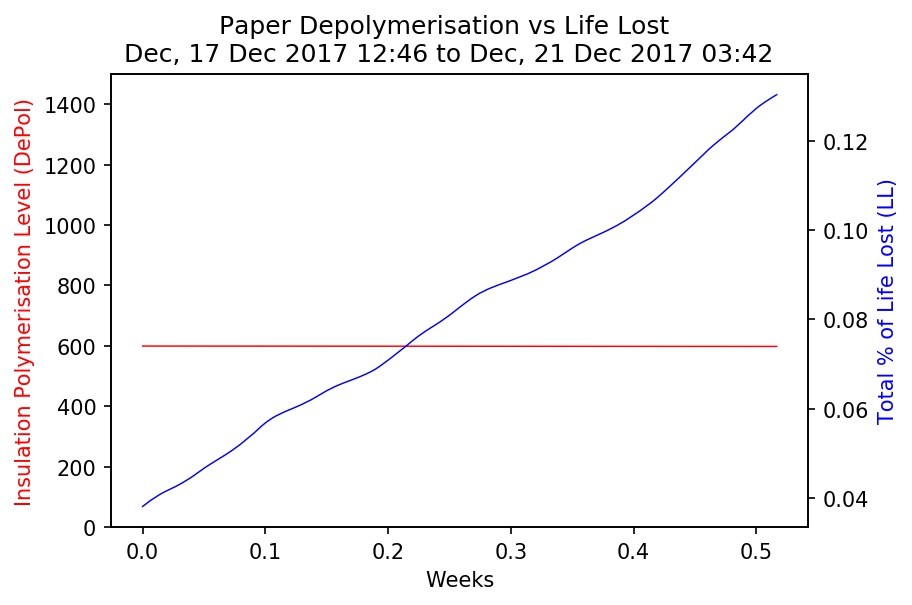 Paper Depolymerisation vs Life Lost
Dec, 17 Dec 2017 12:46 to Dec, 21 Dec 2017 03:42
Insulation Polymerisation Level (DePol)
1400
1200
1000
800
600
400
200
0
0.12
0.10
0.08
0.06
0.04
Total % of Life Lost (LL)
0.0 0.1 0.2 0.3 0.4 0.5
Weeks